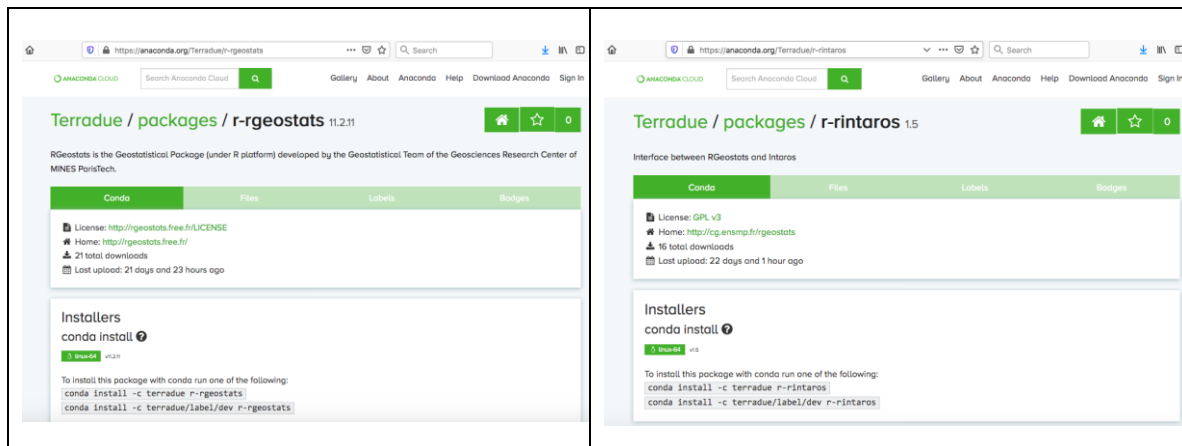 https://anaconda.org/Terradue/r-rgeostats
Search
ANACONDA CLOUD
Search Anaconda Cloud
Gallery About Anaconda Help Download Anaconda Sign In
Terradue / packages / r-rgeostats 11.2.11
0
RGeostats is the Geostatistical Package (under R platform) developed by the Geostatistical Team of the Geosciences Research Center of
MINES ParisTech.
Conda Files Labels Badges
License: http://rgeostats.free.fr/LICENSE
Home: http://rgeostats.free.fr/
21 total downloads
Last upload: 21 days and 23 hours ago
Installers
conda install
linux-64 v11.2.11
To install this package with conda run one of the following:
conda install -c terradue r-rgeostats
conda install -c terradue/label/dev r-rgeostats
https://anaconda.org/Terradue/r-rintaros
Search
ANACONDA CLOUD
Search Anaconda Cloud
Gallery About Anaconda Help Download Anaconda Sign In
Terradue / packages / r-rintaros 1.5
0
Interface between RGeostats and Intaros
Conda Files Labels Badges
License: GPL v3
Home: http://cg.ensmp.fr/rgeostats
16 total downloads
Last upload: 22 days and 1 hour ago
Installers
conda install
linux-64 v1.5
To install this package with conda run one of the following:
conda install -c terradue r-rintaros
conda install -c terradue/label/dev r-rintaros